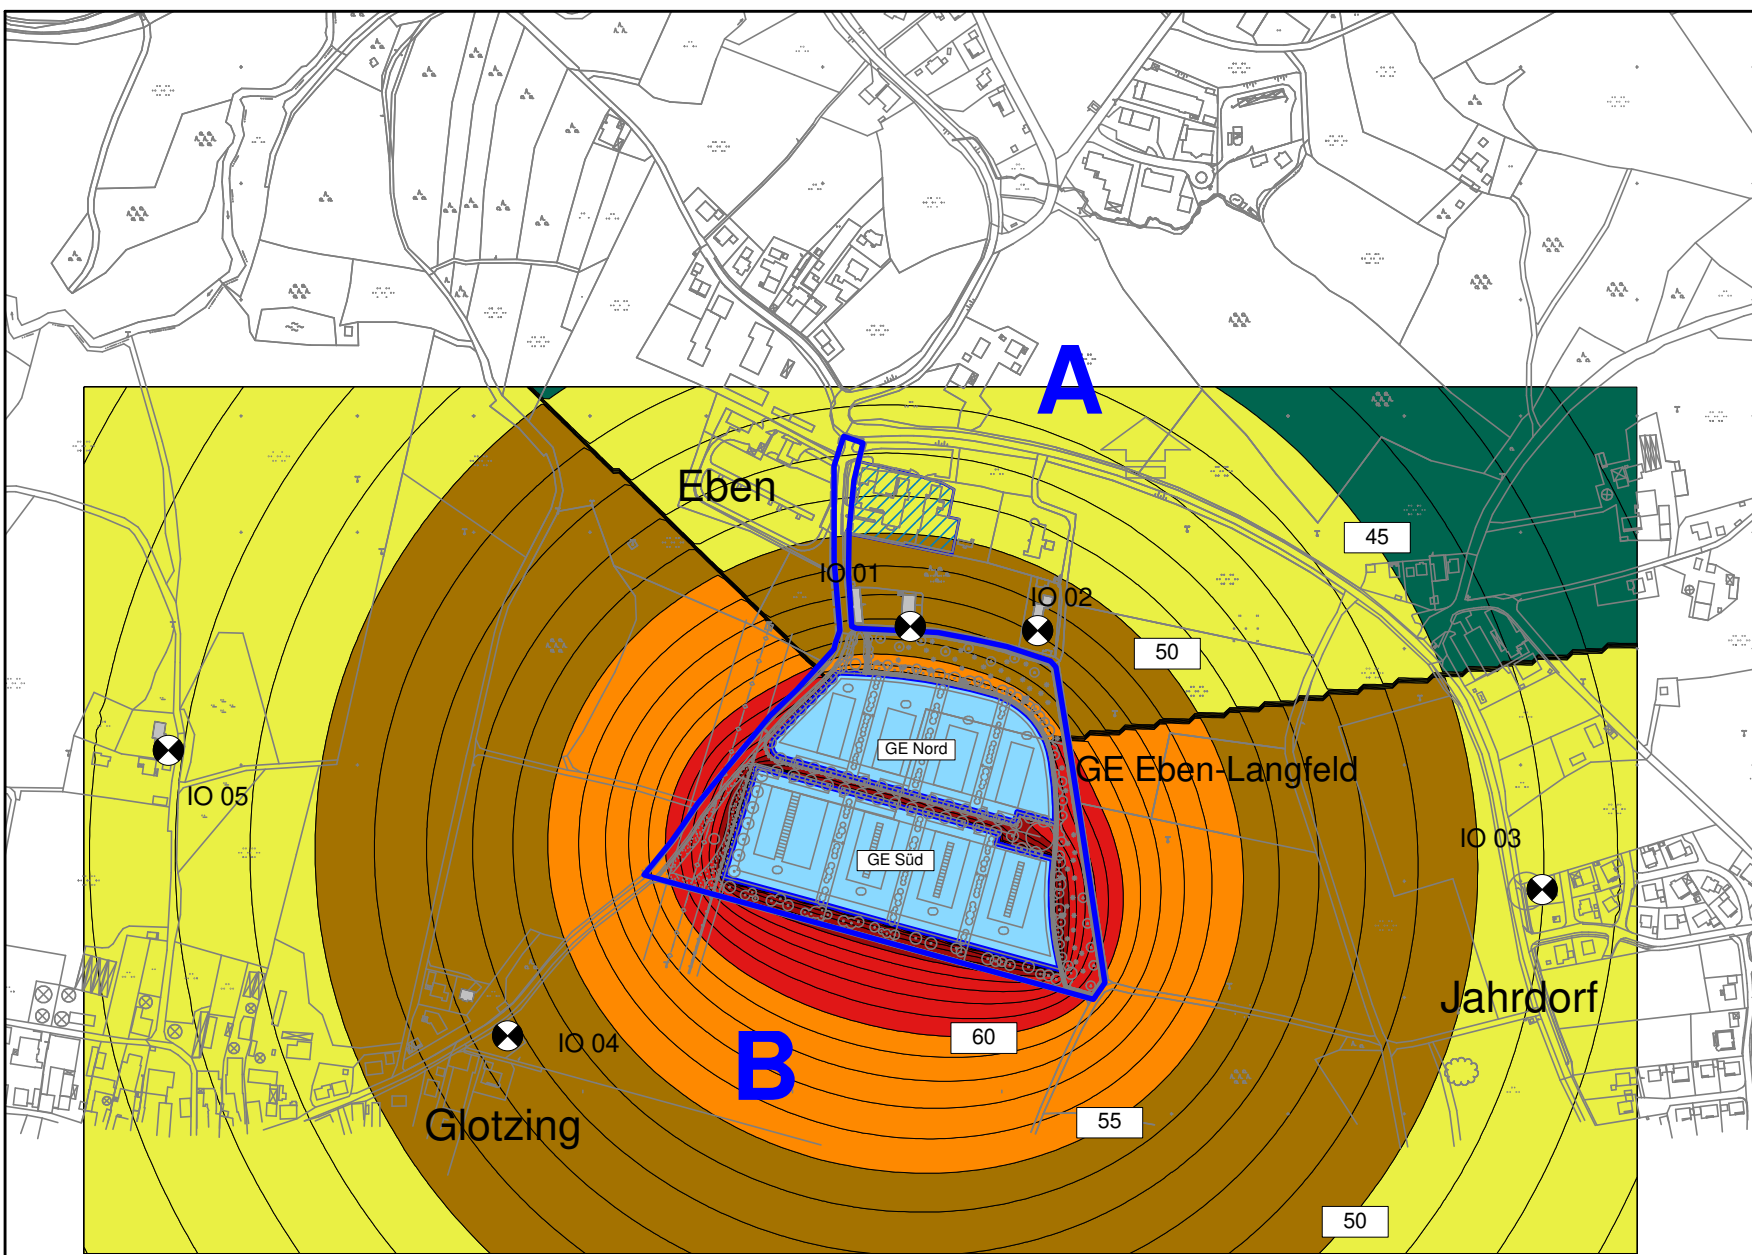 A
Eben
45
IO 01
IO 02
50
GE Nord
GE Eben-Langfeld
IO 05
IO 03
GE Süd
Jahrdorf
60
IO 04
B
Glotzing
55
50